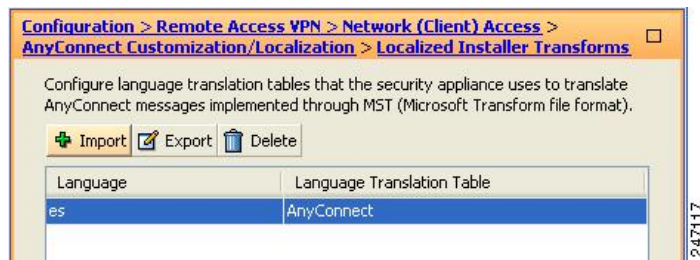 Configuration > Remote Access VPN > Network (Client) Access >
AnyConnect Customization/Localization > Localized Installer Transforms
Configure language translation tables that the security appliance uses to translate
AnyConnect messages implemented through MST (Microsoft Transform file format).
Import Export Delete
Language Language Translation Table
es AnyConnect
247117